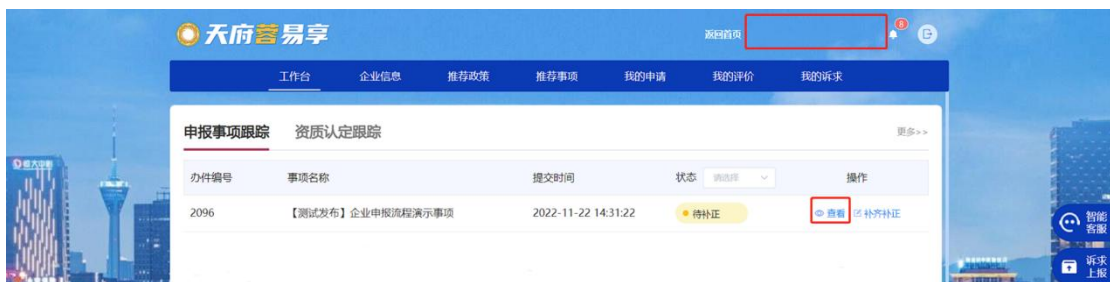 天府蓉易享
返回首页
8
工作台 企业信息 推荐政策 推荐事项 我的申请 我的评价 我的诉求
申报事项跟踪 资质认定跟踪 更多>>
办件编号 事项名称 提交时间 状态 请选择 操作
2096 【测试发布】企业申报流程演示事项 2022-11-22 14:31:22 待补正 查看 补齐补正
智能
客服
诉求
上报